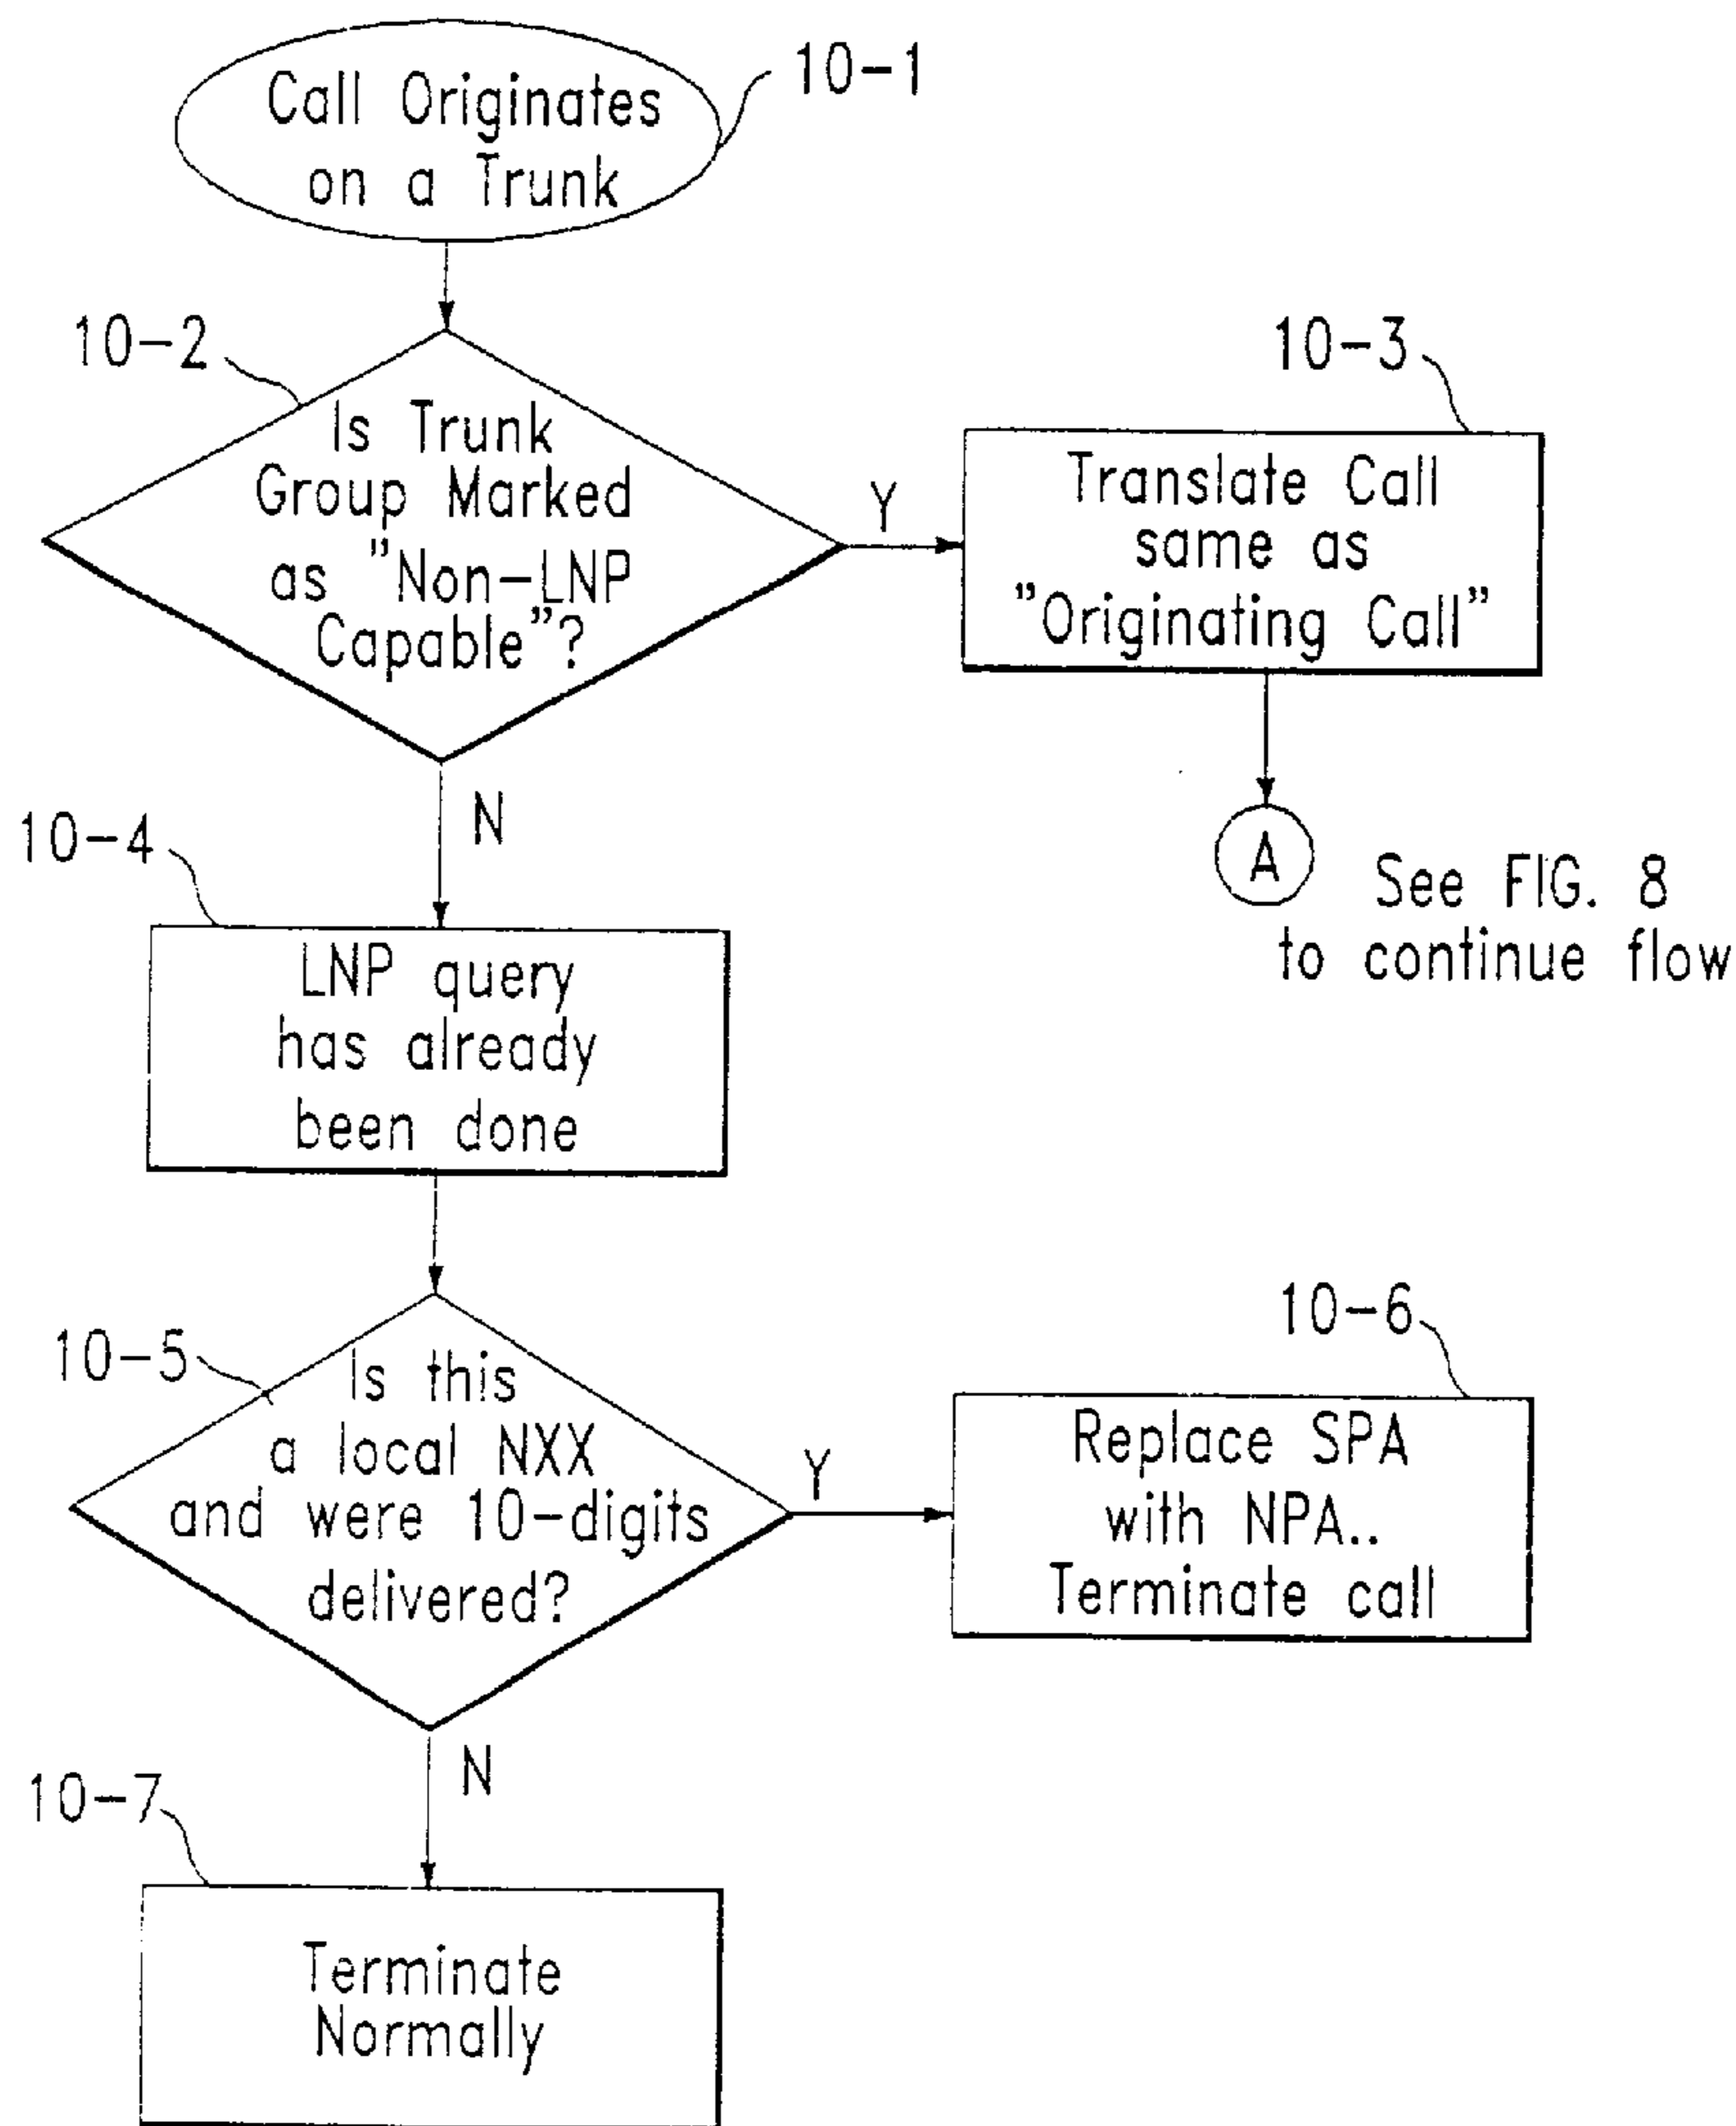 Call Originates
on a Trunk
10-1
10-2
Is Trunk
Group Marked
as "Non-LNP
Capable"?
Y
10-3
Translate Call
same as
"Originating Call"
N
A
See FIG. 8
to continue flow
10-4
LNP query
has already
been done
10-5
Is this
a local NXX
and were 10-digits
delivered?
Y
10-6
Replace SPA
with NPA..
Terminate call
N
10-7
Terminate
Normally